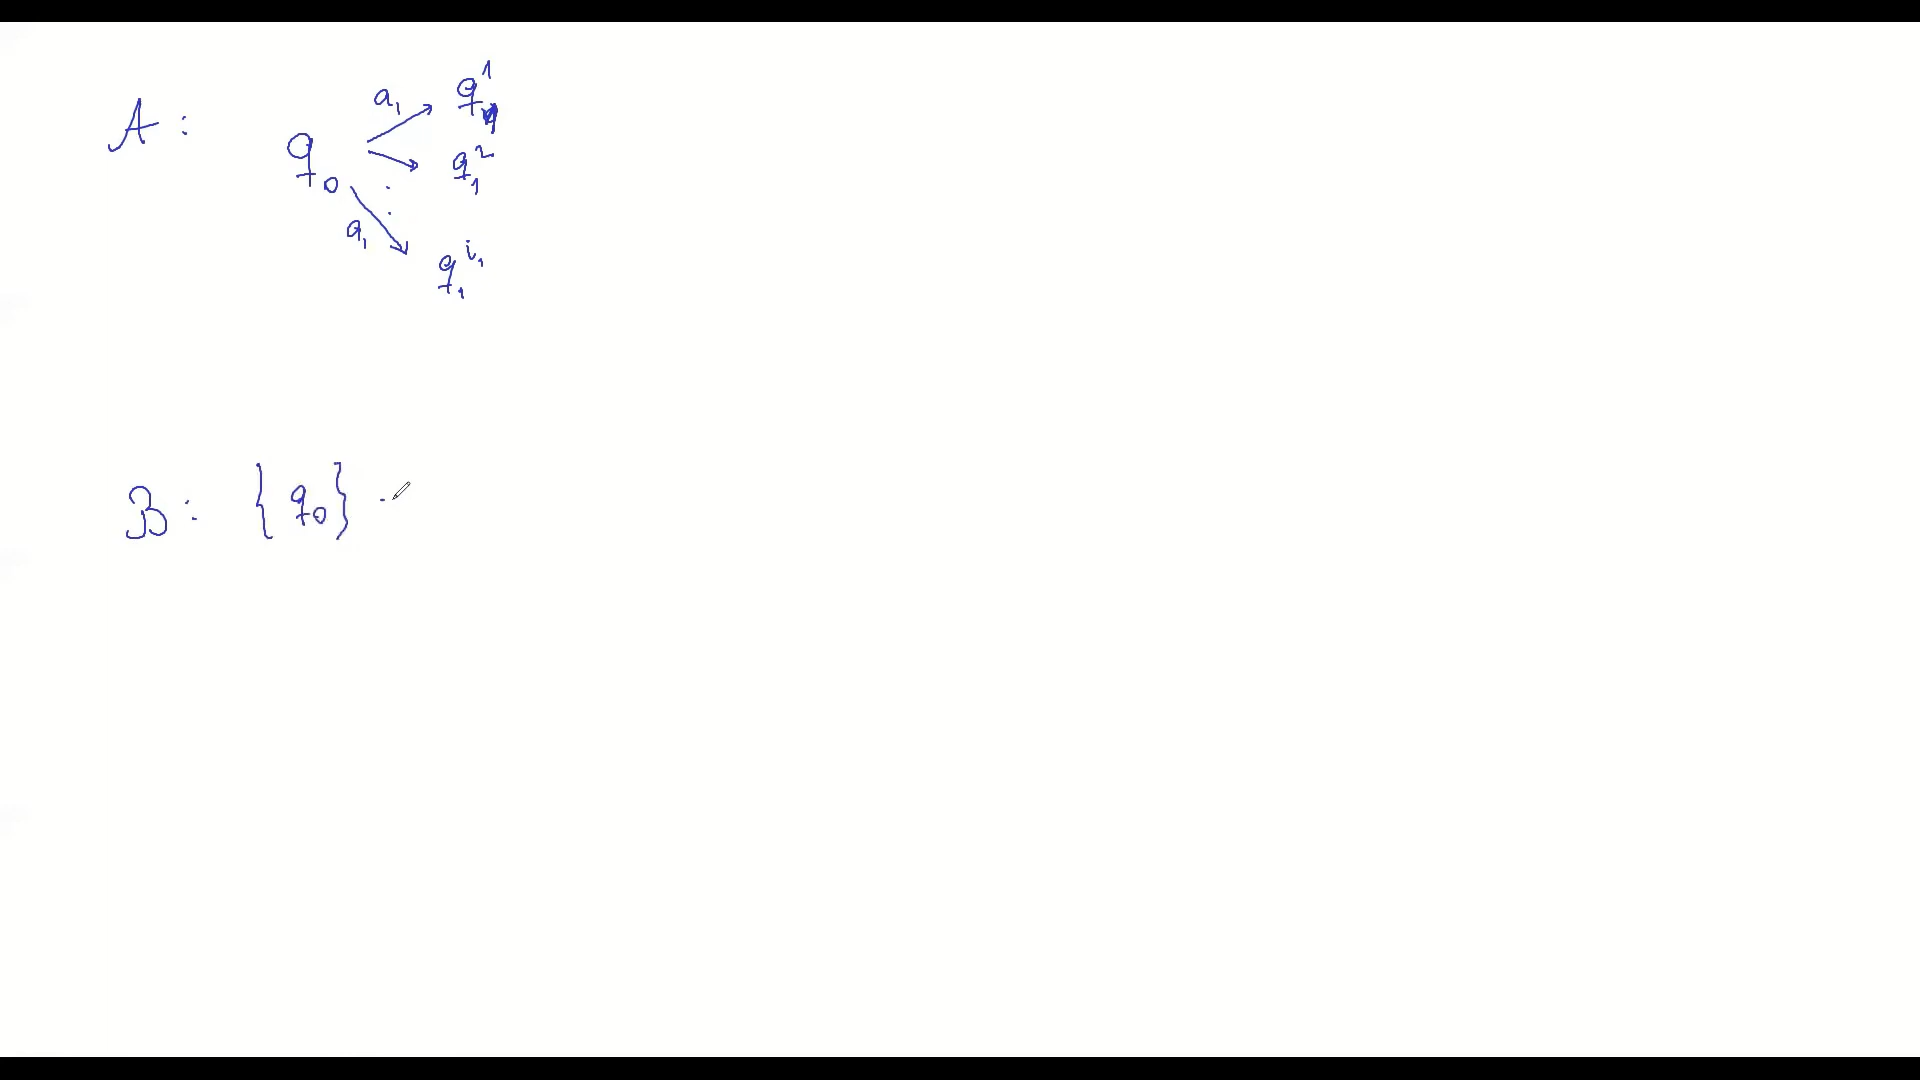 A : q₀ a₁ q₁¹
q₁²
a₁ q₁^i₁
B : { q₀ }